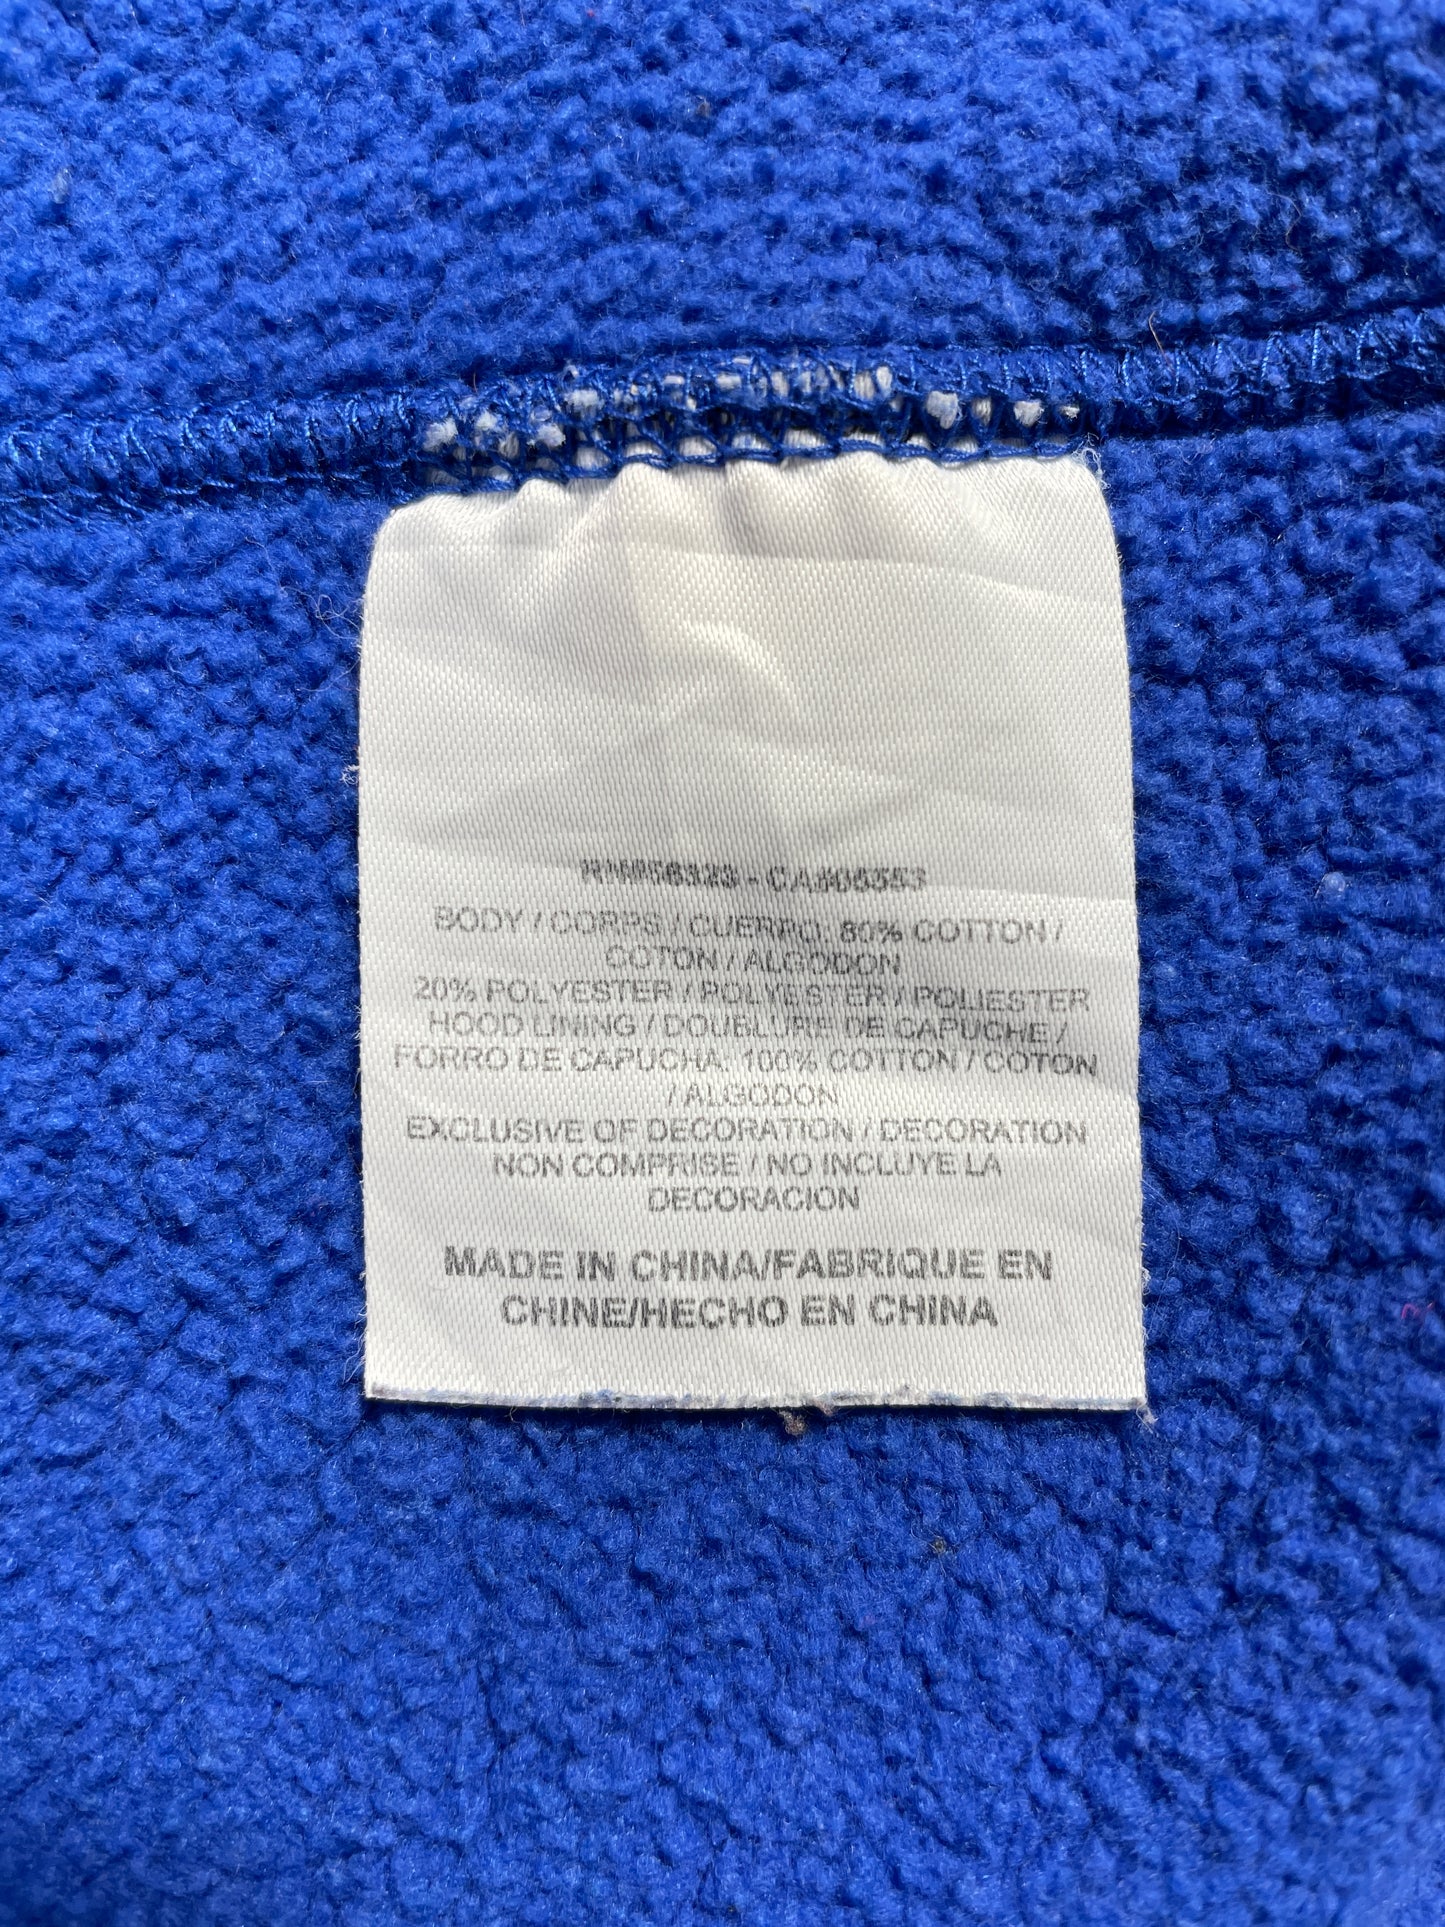 BODY / CORPS / CUERPO: 80% COTTON /
COTON / ALGODON
20% POLYESTER / POLYESTER / POLIESTER
HOOD LINING / DOUBLURE DE CAPUCHE /
FORRO DE CAPUCHA: 100% COTTON / COTON
/ ALGODON
EXCLUSIVE OF DECORATION / DECORATION
NON COMPRISE / NO INCLUYE LA
DECORACION
MADE IN CHINA/FABRIQUE EN
CHINE/HECHO EN CHINA